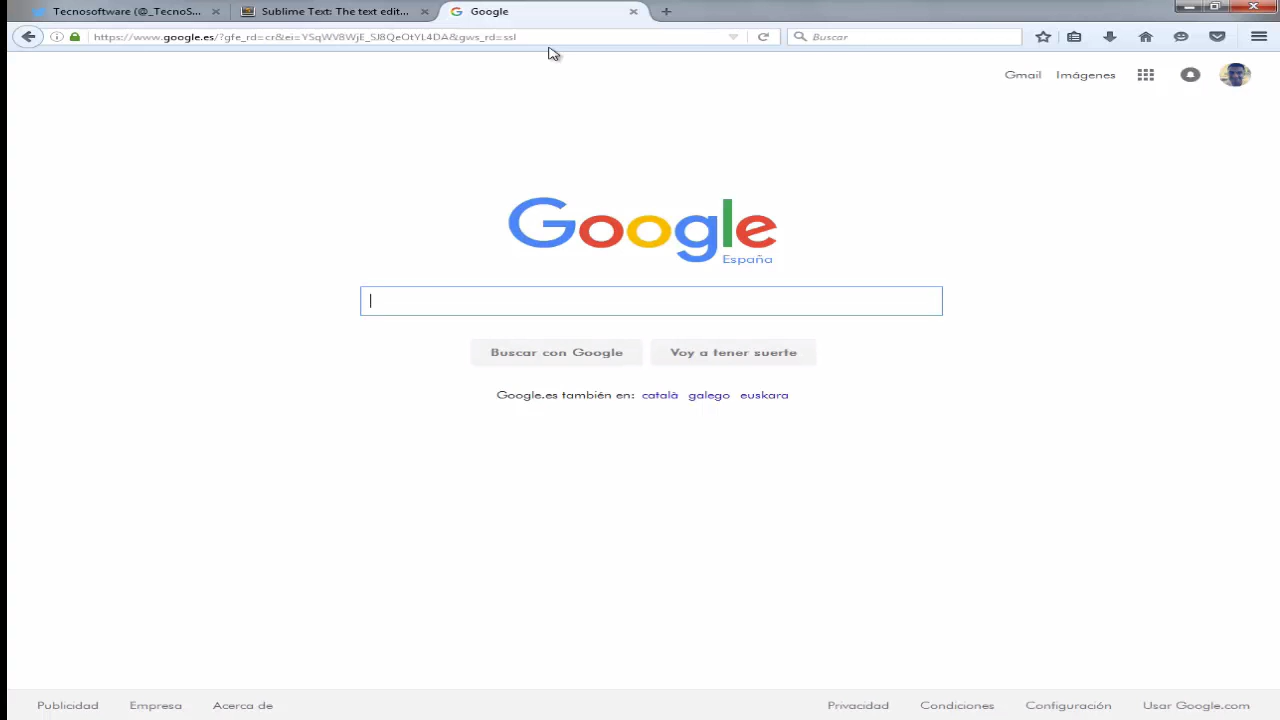 Tecnosoftware (@_TecnoS...
Sublime Text: The text edit...
Google
https://www.google.es/?gfe_rd=cr&ei=YSqWV8WjE_SJ8QeOtYL4DA&gws_rd=ssl
Buscar
Gmail
Imágenes
Google
España
Buscar con Google
Voy a tener suerte
Google.es también en: català galego euskara
Publicidad
Empresa
Acerca de
Privacidad
Condiciones
Configuración
Usar Google.com